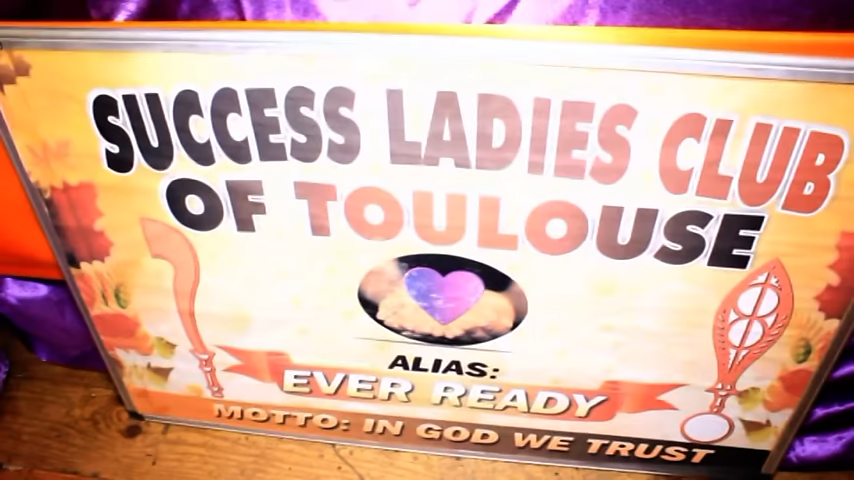 SUCCESS LADIES CLUB
OF TOULOUSE
ALIAS:
EVER READY
MOTTO: IN GOD WE TRUST